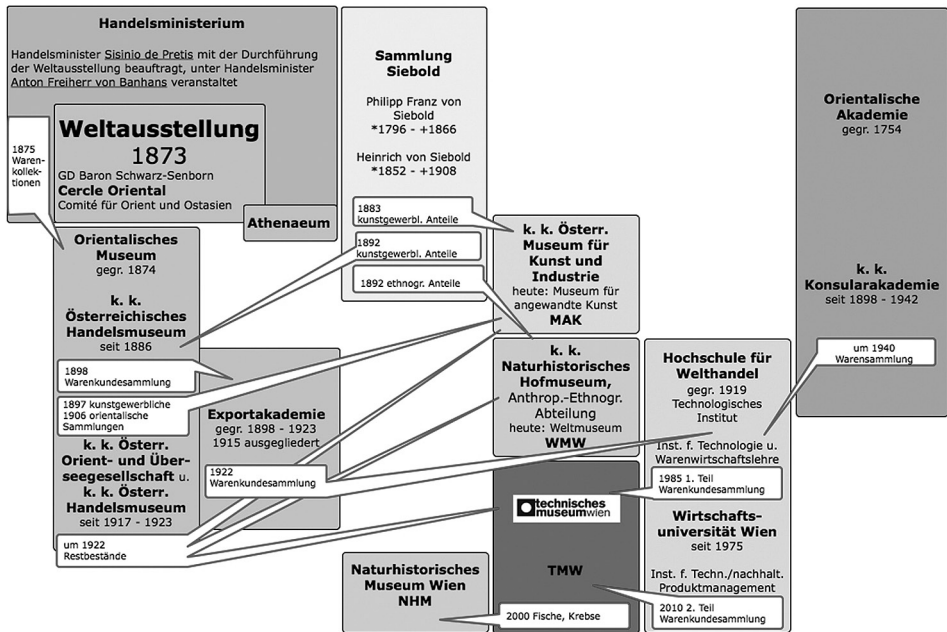 Handelsministerium
Handelsminister Sisinio de Pretis mit der Durchführung
der Weltausstellung beauftragt, unter Handelsminister
Anton Freiherr von Banhans veranstaltet
Weltausstellung
1873
GD Baron Schwarz-Senborn
Cercle Oriental
Comité für Orient und Ostasien
Athenaeum
1875
Waren-
kollek-
tionen
Orientalisches
Museum
gegr. 1874
k. k.
Österreichisches
Handelsmuseum
seit 1886
1898
Warenkundesammlung
1897 kunstgewerbliche
1906 orientalische
Sammlungen
k. k. Österr.
Orient- und Über-
seegesellschaft u.
k. k. Österr.
Handelsmuseum
seit 1917 - 1923
um 1922
Restbestände
Exportakademie
gegr. 1898 - 1923
1915 ausgegliedert
1922
Warenkundesammlung
Sammlung
Siebold
Philipp Franz von
Siebold
*1796 - +1866
Heinrich von Siebold
*1852 - +1908
1883
kunstgewerbl. Anteile
1892
kunstgewerbl. Anteile
1892 ethnogr. Anteile
k. k. Österr.
Museum für
Kunst und
Industrie
heute: Museum für
angewandte Kunst
MAK
k. k.
Naturhistorisches
Hofmuseum,
Anthrop.-Ethnogr.
Abteilung
heute: Weltmuseum
WMW
technisches
museumwien
TMW
Naturhistorisches
Museum Wien
NHM
2000 Fische, Krebse
Hochschule für
Welthandel
gegr. 1919
Technologisches
Institut
Inst. f. Technologie u.
Warenwirtschaftslehre
1985 1. Teil
Warenkundesammlung
Wirtschafts-
universität Wien
seit 1975
Inst. f. Techn./nachhalt.
Produktmanagement
2010 2. Teil
Warenkundesammlung
Orientalische
Akademie
gegr. 1754
k. k.
Konsularakademie
seit 1898 - 1942
um 1940
Warensammlung